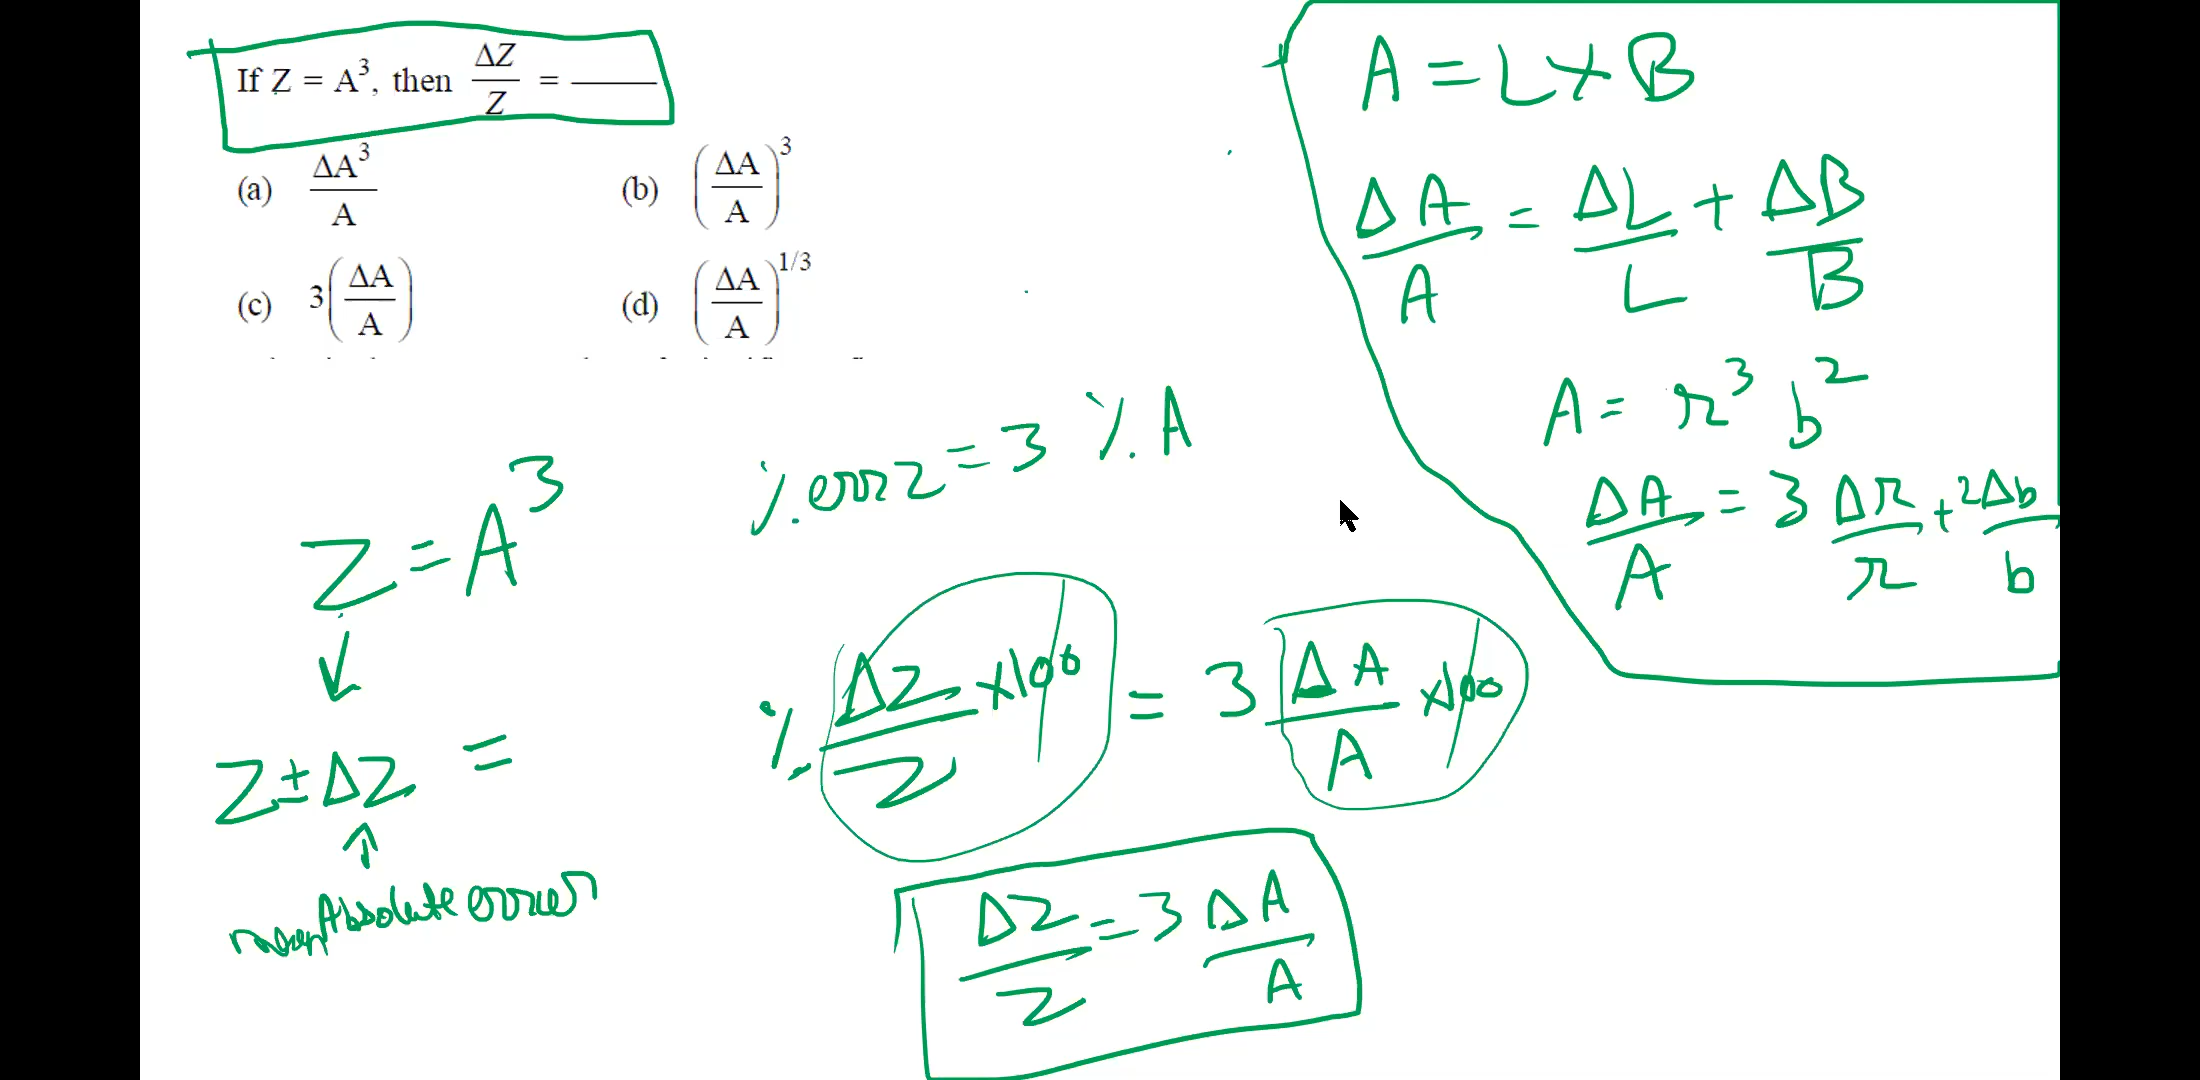 If Z = A³, then ΔZ/Z = ____
(a) ΔA³/A
(b) (ΔA/A)³
(c) 3(ΔA/A)
(d) (ΔA/A)^1/3
A = L × B
ΔA/A = ΔL/L + ΔB/B
A = r³ b²
ΔA/A = 3 Δr/r + 2Δb/b
Z = A³
Z ± ΔZ =
Absolute error
% err Z = 3 % A
% ΔZ/Z × 100 = 3 ΔA/A × 100
ΔZ/Z = 3 ΔA/A